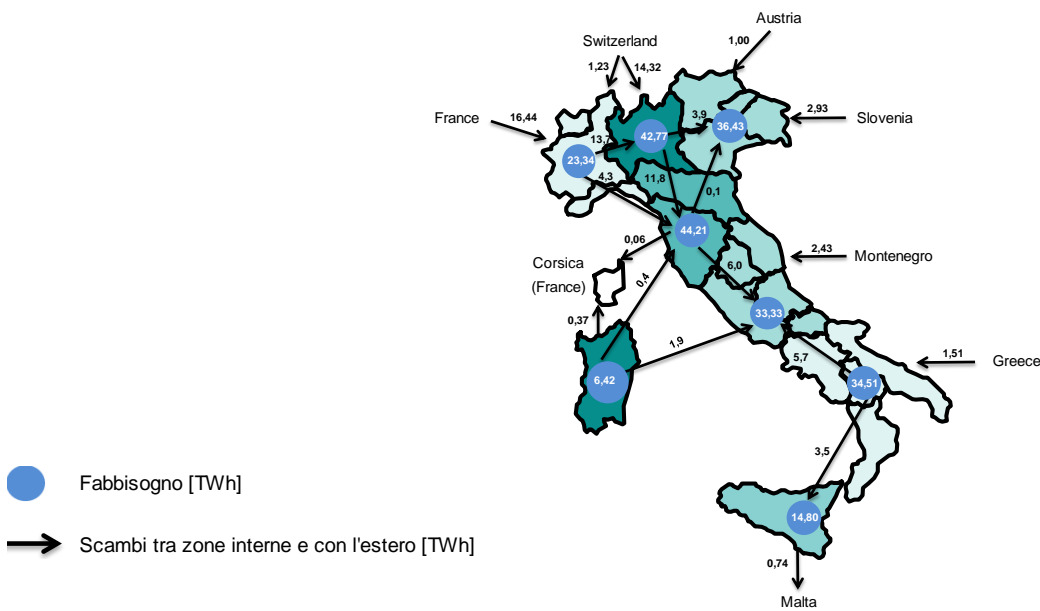 Austria
1,00
Switzerland
1,23
14,32
France
16,44
3,9
36,43
2,93
Slovenia
13,7
42,77
23,34
4,3
11,8
0,1
44,21
0,06
Corsica
(France)
0,4
6,0
2,43
Montenegro
33,33
0,37
1,9
6,42
5,7
1,51
Greece
34,51
3,5
Fabbisogno [TWh]
14,80
Scambi tra zone interne e con l'estero [TWh]
0,74
Malta